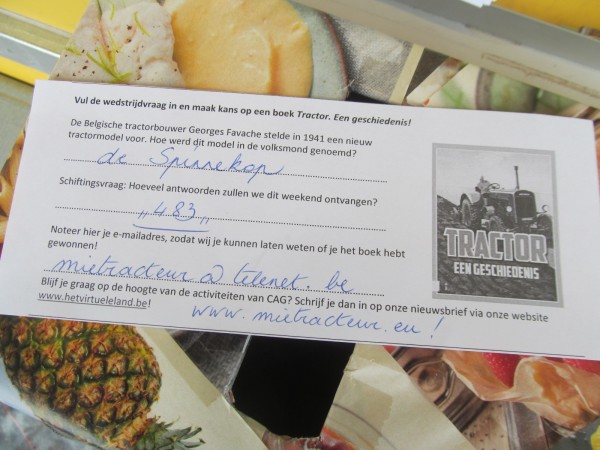 Vul de wedstrijdvraag in en maak kans op een boek Tractor. Een geschiedenis!
De Belgische tractorbouwer Georges Favache stelde in 1941 een nieuw
tractormodel voor. Hoe werd dit model in de volksmond genoemd?
de Spinnekop
Schiftingsvraag: Hoeveel antwoorden zullen we dit weekend ontvangen?
„483„
Noteer hier je e-mailadres, zodat wij je kunnen laten weten of je het boek hebt
gewonnen!
mietracteur@telenet.be
Blijf je graag op de hoogte van de activiteiten van CAG? Schrijf je dan in op onze nieuwsbrief via onze website
www.hetvirtueleland.be!
www.mietracteur.eu!
TRACTOR
EEN GESCHIEDENIS